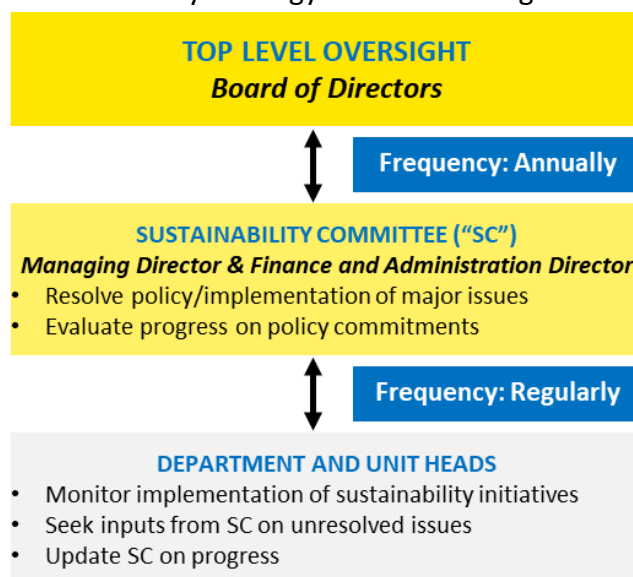 TOP LEVEL OVERSIGHT
Board of Directors
Frequency: Annually
SUSTAINABILITY COMMITTEE (“SC”)
Managing Director & Finance and Administration Director
• Resolve policy/implementation of major issues
• Evaluate progress on policy commitments
Frequency: Regularly
DEPARTMENT AND UNIT HEADS
• Monitor implementation of sustainability initiatives
• Seek inputs from SC on unresolved issues
• Update SC on progress